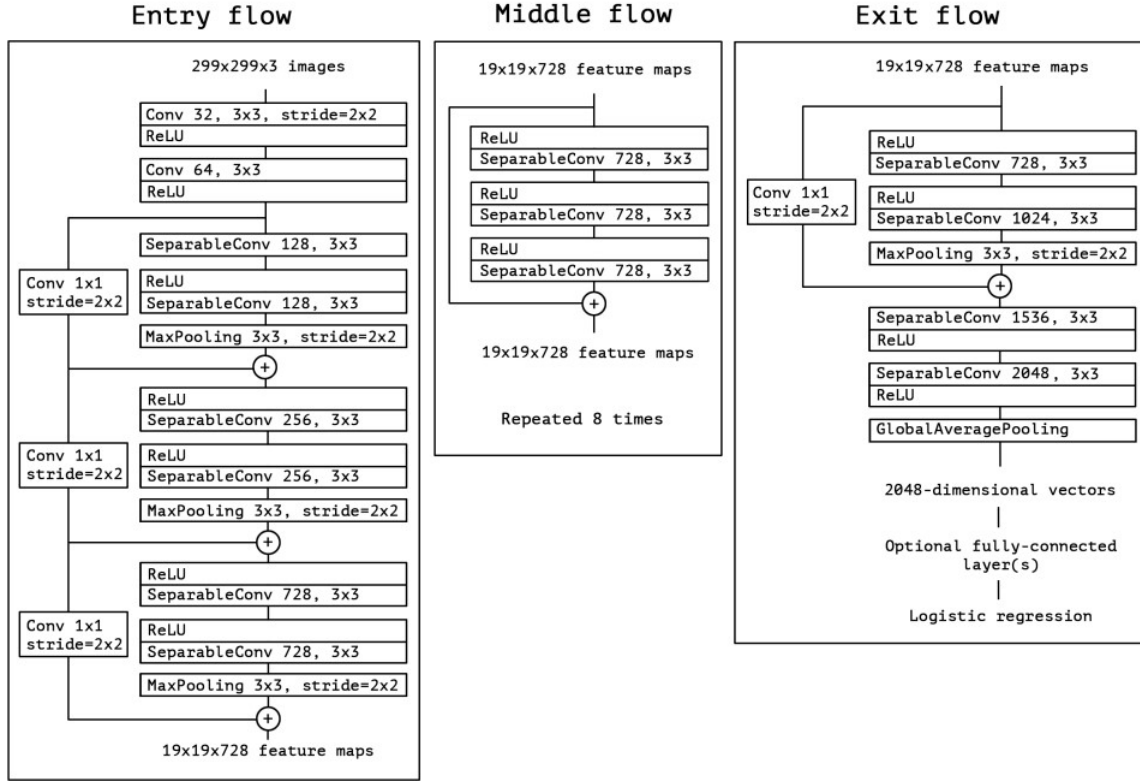 Entry flow
299x299x3 images
Conv 32, 3x3, stride=2x2
ReLU
Conv 64, 3x3
ReLU
SeparableConv 128, 3x3
Conv 1x1
stride=2x2
ReLU
SeparableConv 128, 3x3
MaxPooling 3x3, stride=2x2
+
ReLU
SeparableConv 256, 3x3
Conv 1x1
stride=2x2
ReLU
SeparableConv 256, 3x3
MaxPooling 3x3, stride=2x2
+
ReLU
SeparableConv 728, 3x3
Conv 1x1
stride=2x2
ReLU
SeparableConv 728, 3x3
MaxPooling 3x3, stride=2x2
+
19x19x728 feature maps
Middle flow
19x19x728 feature maps
ReLU
SeparableConv 728, 3x3
ReLU
SeparableConv 728, 3x3
ReLU
SeparableConv 728, 3x3
+
19x19x728 feature maps
Repeated 8 times
Exit flow
19x19x728 feature maps
ReLU
SeparableConv 728, 3x3
Conv 1x1
stride=2x2
ReLU
SeparableConv 1024, 3x3
MaxPooling 3x3, stride=2x2
+
SeparableConv 1536, 3x3
ReLU
SeparableConv 2048, 3x3
ReLU
GlobalAveragePooling
2048-dimensional vectors
Optional fully-connected
layer(s)
Logistic regression